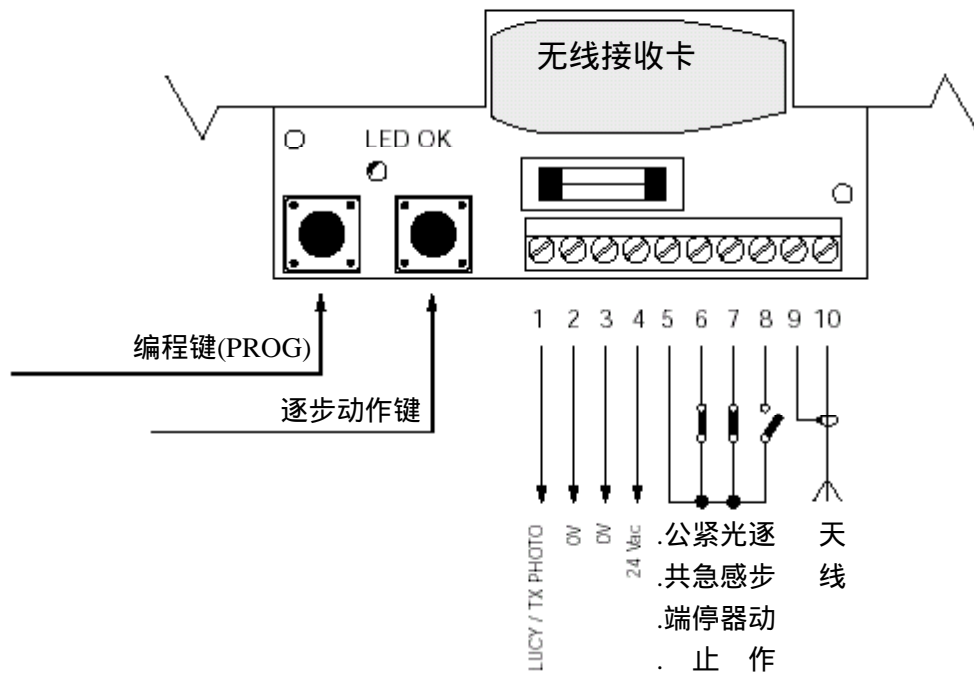 无线接收卡
LED OK
1 2 3 4 5 6 7 8 9 10
编程键(PROG)
逐步动作键
LUCY / TX PHOTO
0V
0V
24 Vac
.公紧光逐 天
.共急感步 线
.端停器动
. 止 作